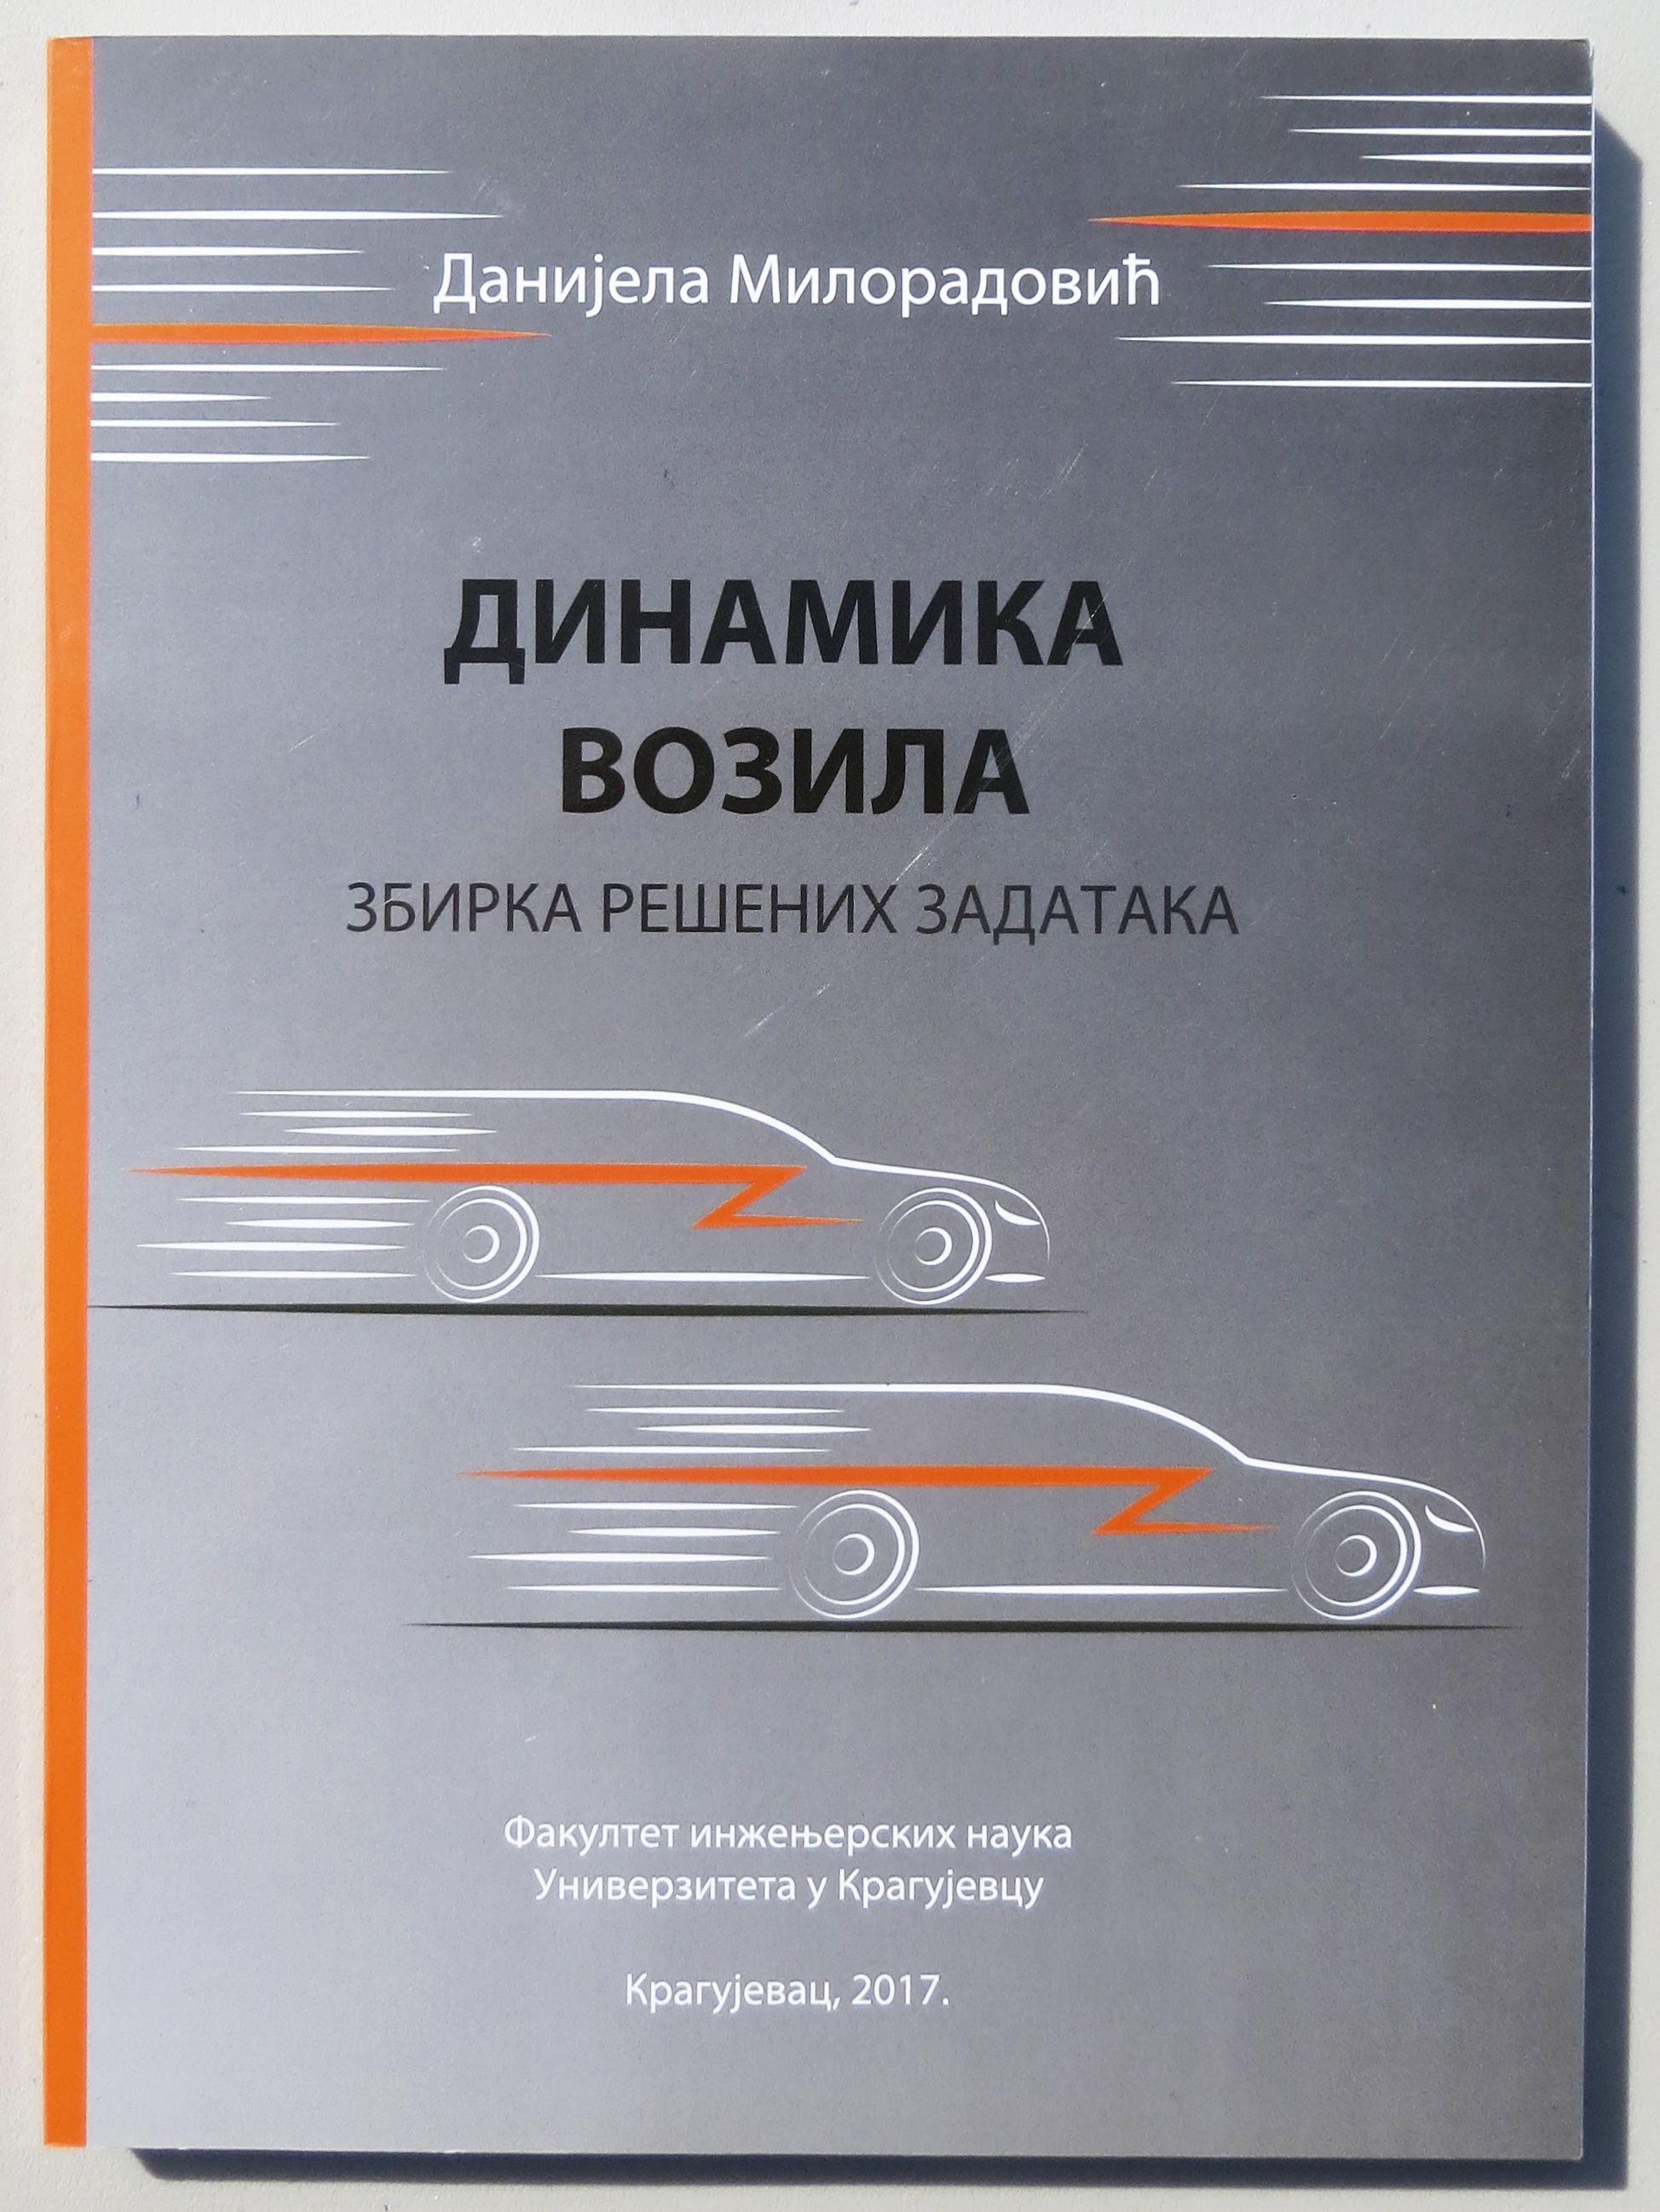 Данијела Милорадовић
ДИНАМИКА
ВОЗИЛА
ЗБИРКА РЕШЕНИХ ЗАДАТАКА
Факултет инжењерских наука
Универзитета у Крагујевцу
Крагујевац, 2017.